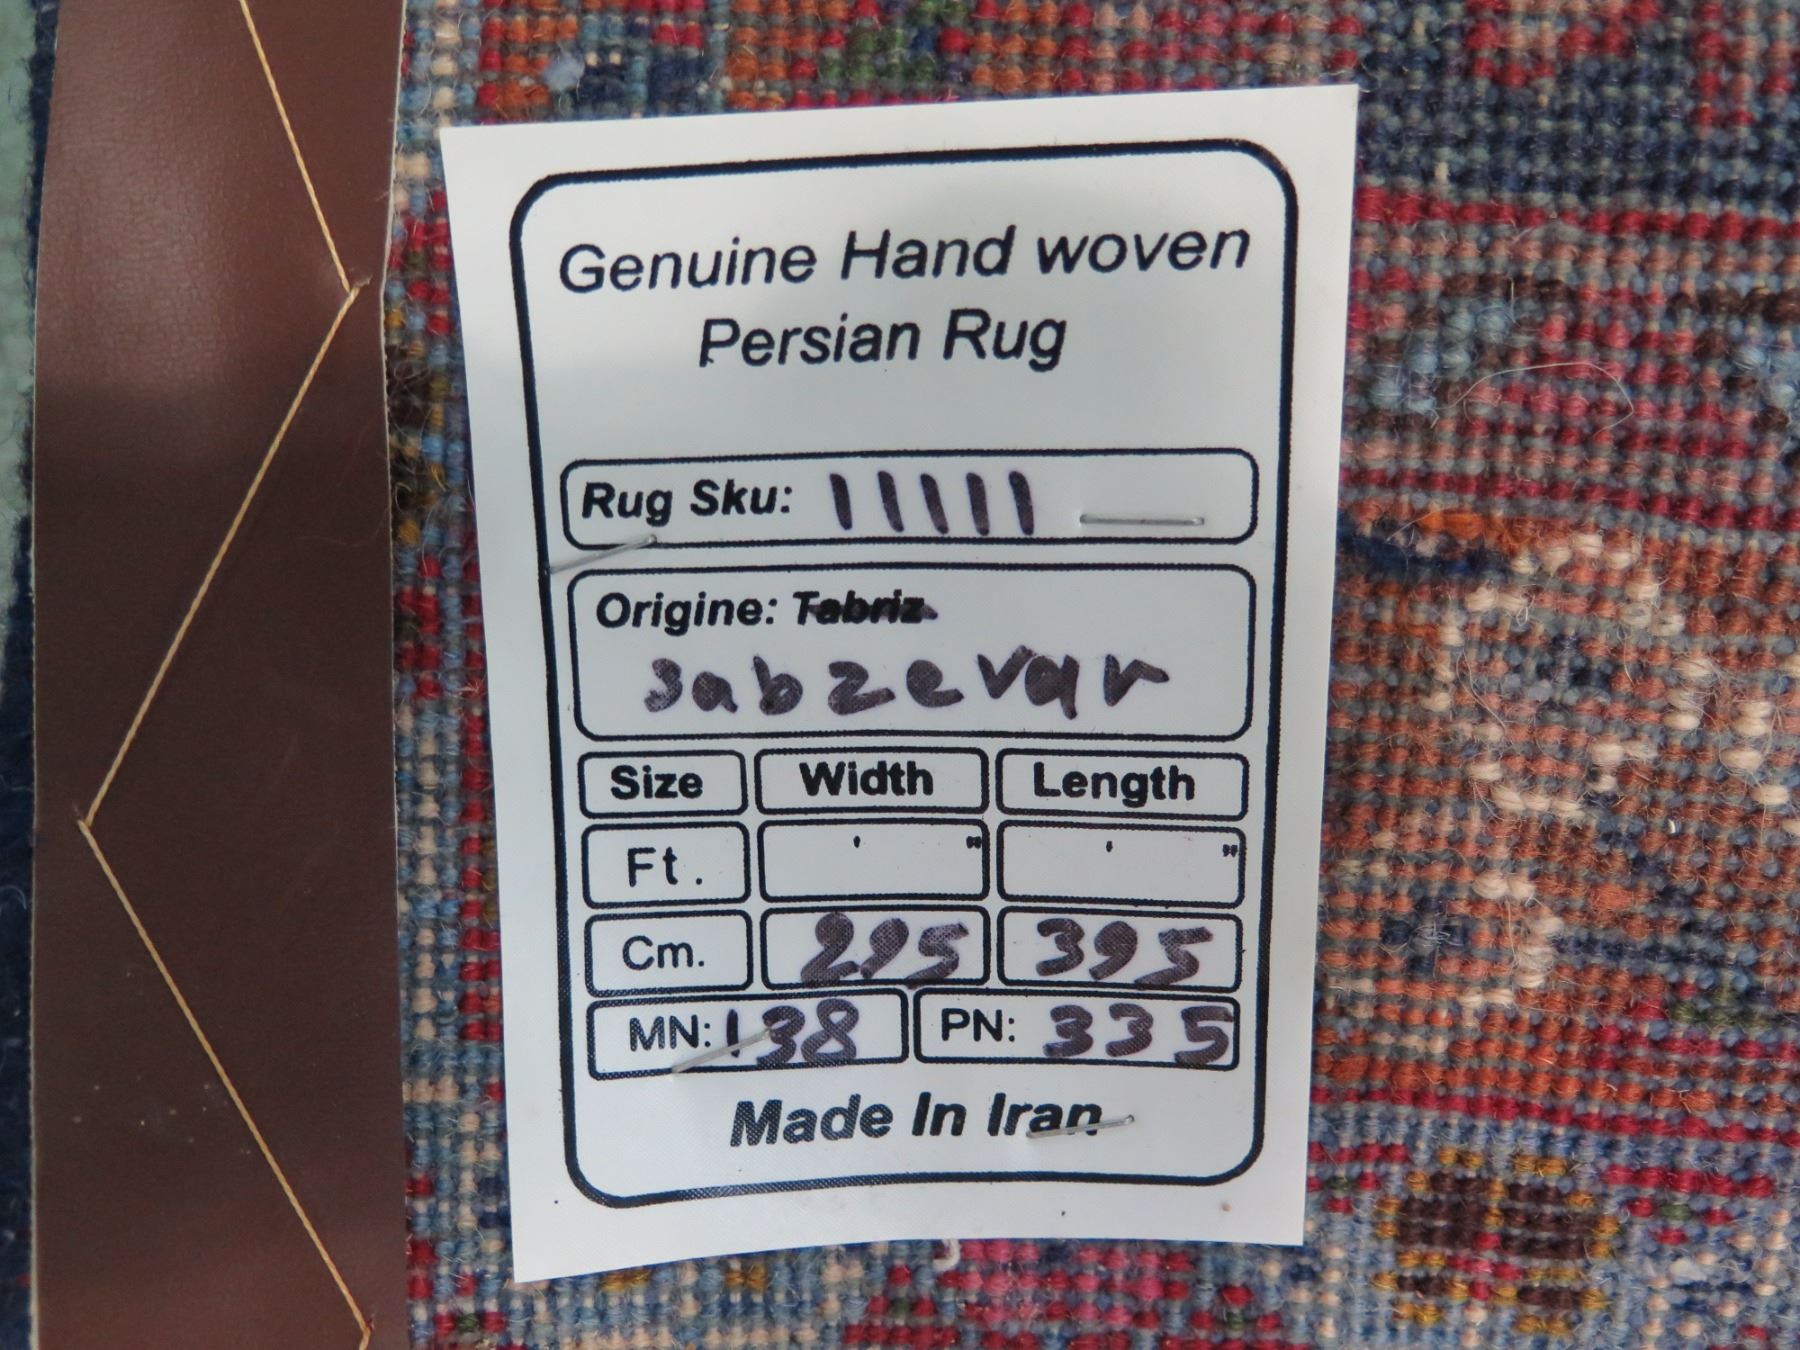 Genuine Hand woven
Persian Rug
Rug Sku: 11111
Origine: Tabriz
sabzevar
Size Width Length
Ft. ' " ' "
Cm. 295 395
MN: 138 PN: 335
Made In Iran